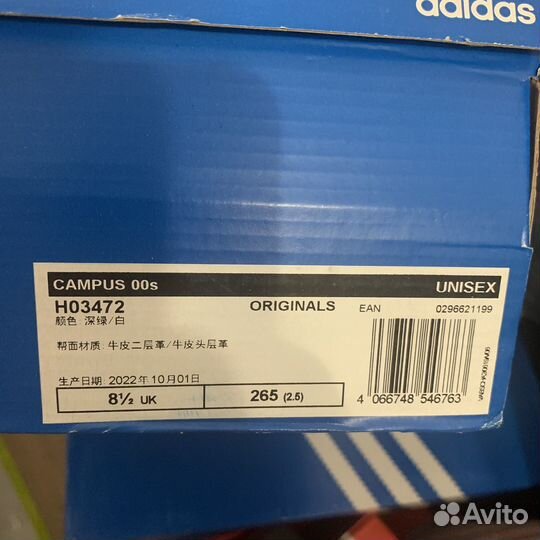 adidas
CAMPUS 00s UNISEX
H03472 ORIGINALS EAN 0296621199
颜色: 深绿/白
帮面材质: 牛皮二层革/牛皮头层革
生产日期: 2022年10月01日
8½ UK 265 (2.5)
4 066748 546763
Avito